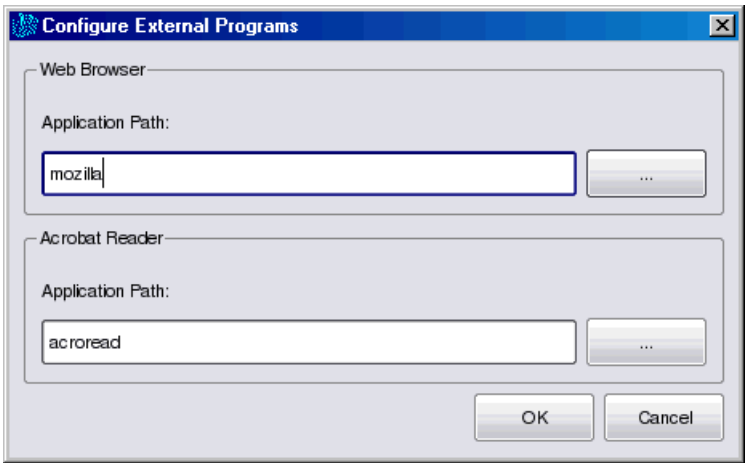 Configure External Programs
Web Browser
Application Path:
mozilla
...
Acrobat Reader
Application Path:
acroread
...
OK Cancel